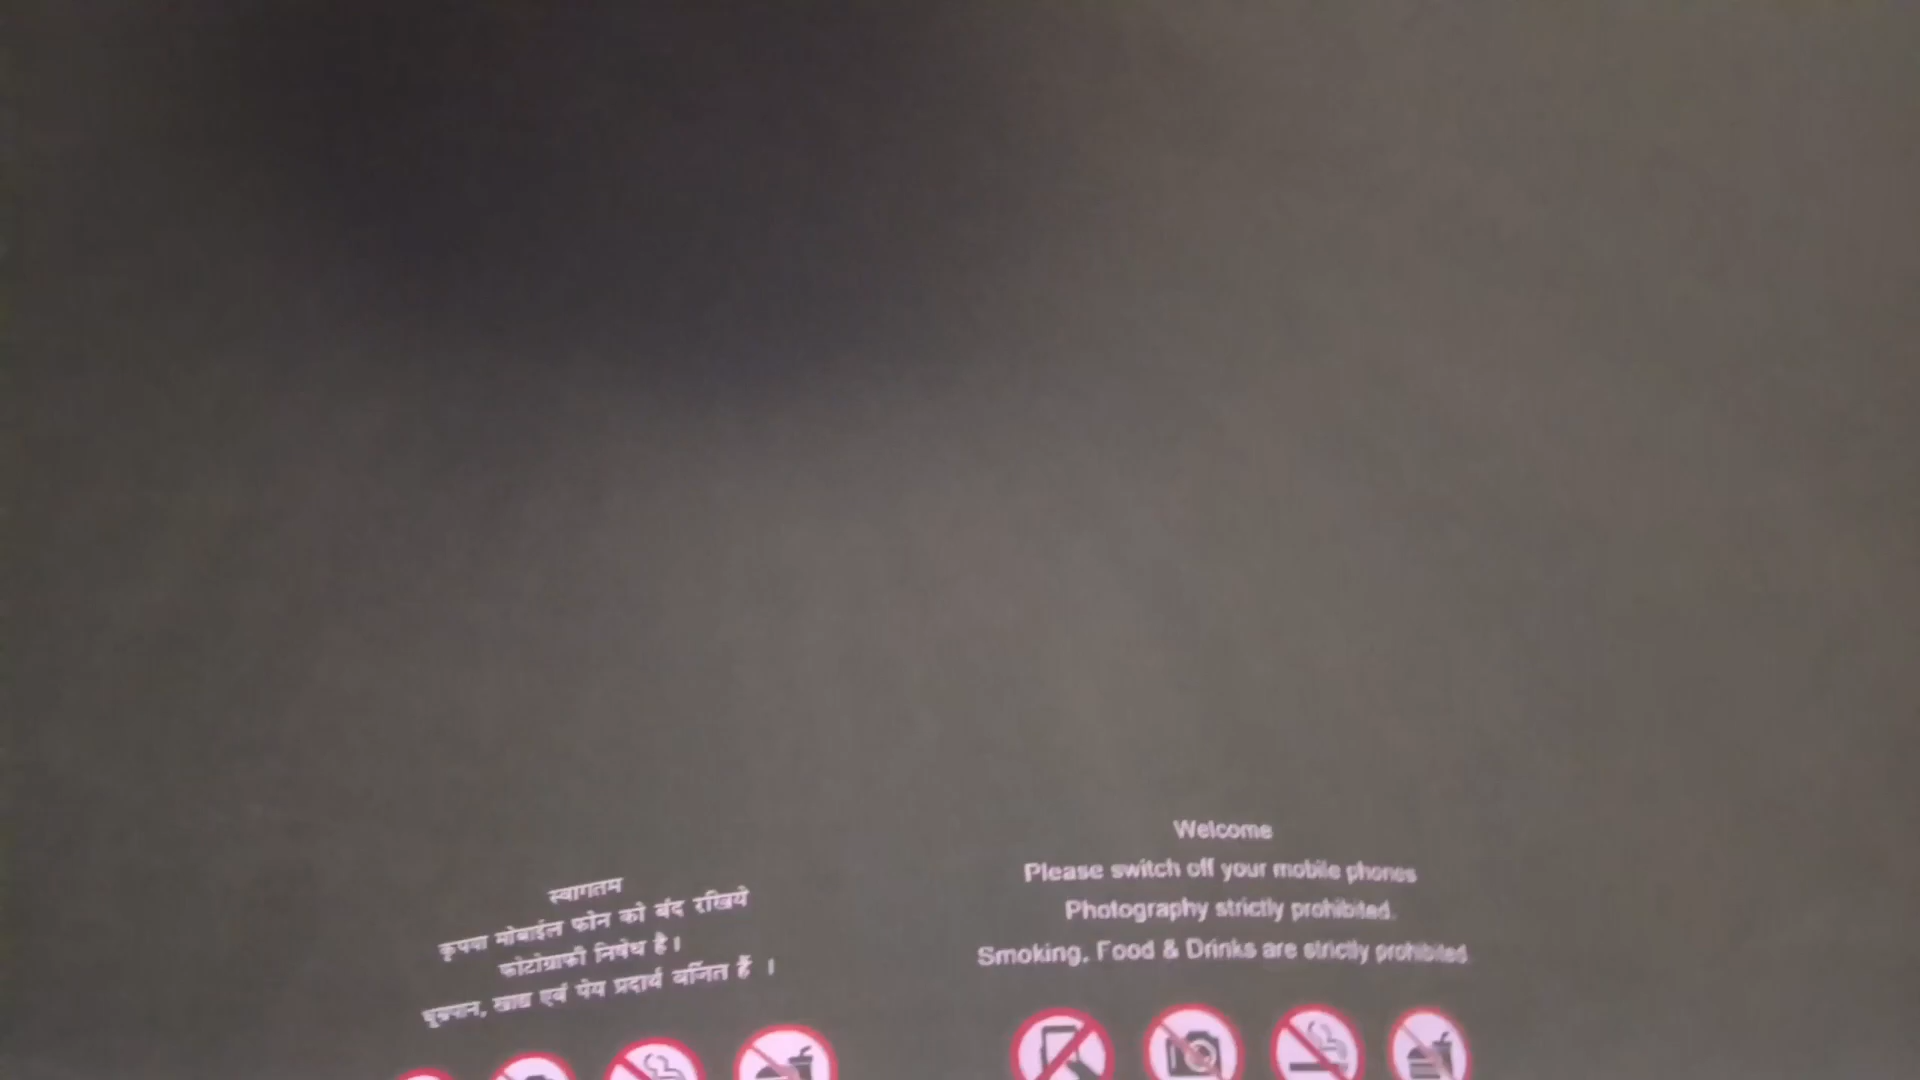 स्वागतम
कृपया मोबाईल फोन को बंद रखिये
फोटोग्राफी निषेध है।
धूम्रपान, खाद्य एवं पेय प्रदार्थ वर्जित हैं ।
Welcome
Please switch off your mobile phones
Photography strictly prohibited.
Smoking, Food & Drinks are strictly prohibited